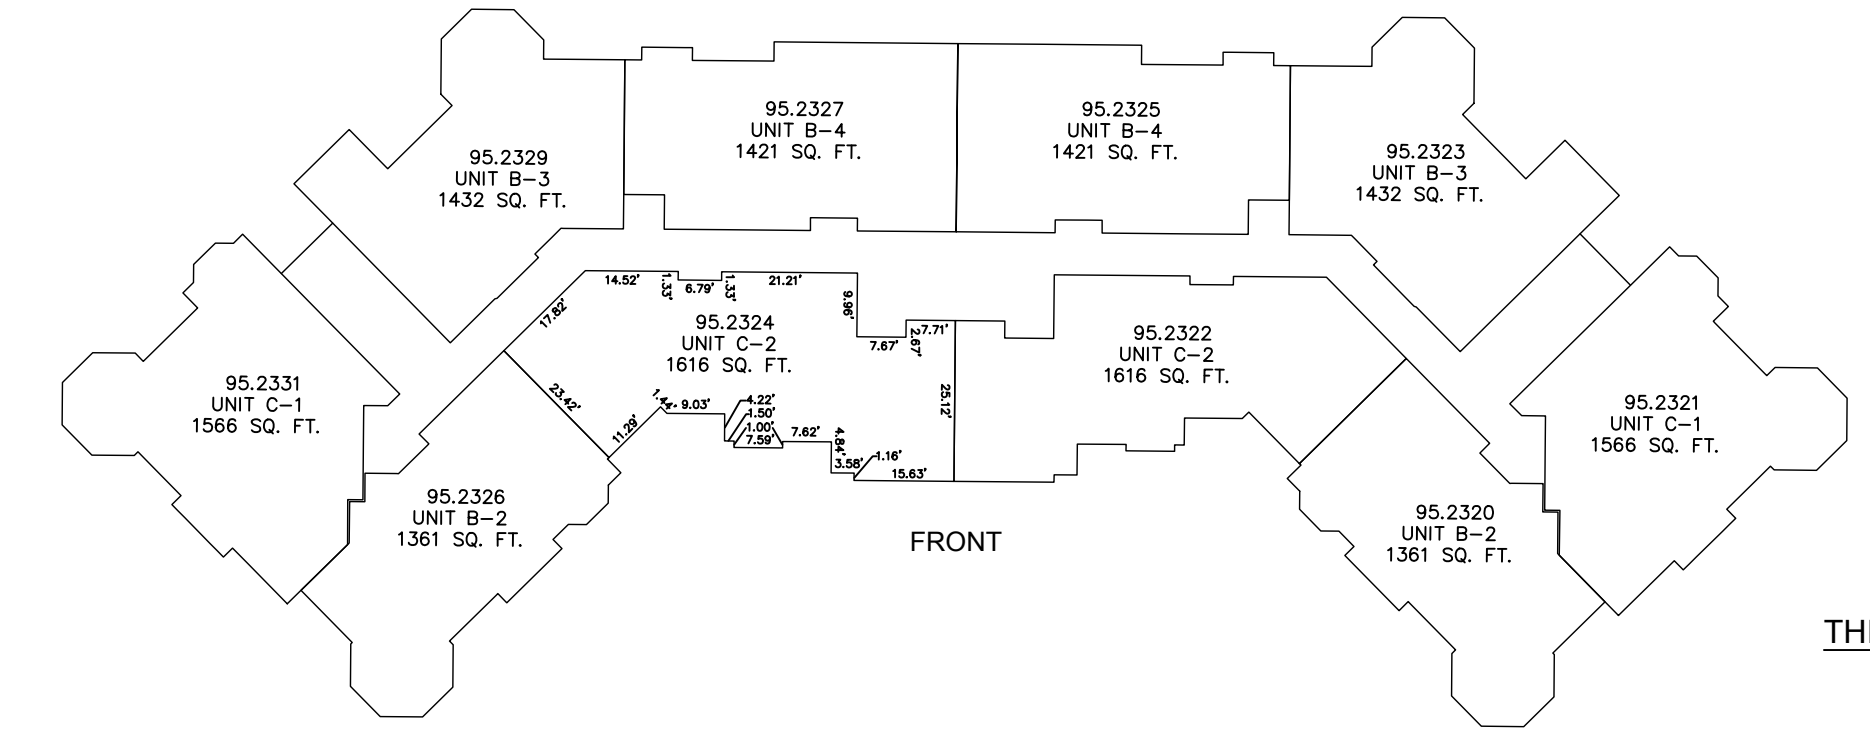 95.2327
UNIT B-4
1421 SQ. FT.
95.2325
UNIT B-4
1421 SQ. FT.
95.2329
UNIT B-3
1432 SQ. FT.
95.2323
UNIT B-3
1432 SQ. FT.
14.52'
1.33'
6.79'
1.33'
21.21'
9.96'
17.82'
95.2324
UNIT C-2
1616 SQ. FT.
7.67'
2.67'
7.71'
95.2322
UNIT C-2
1616 SQ. FT.
95.2331
UNIT C-1
1566 SQ. FT.
23.42'
11.29'
1.44'
9.03'
4.22'
1.50'
1.00'
7.59'
7.62'
4.84'
3.58'
1.16'
15.63'
25.12'
95.2321
UNIT C-1
1566 SQ. FT.
95.2326
UNIT B-2
1361 SQ. FT.
FRONT
95.2320
UNIT B-2
1361 SQ. FT.